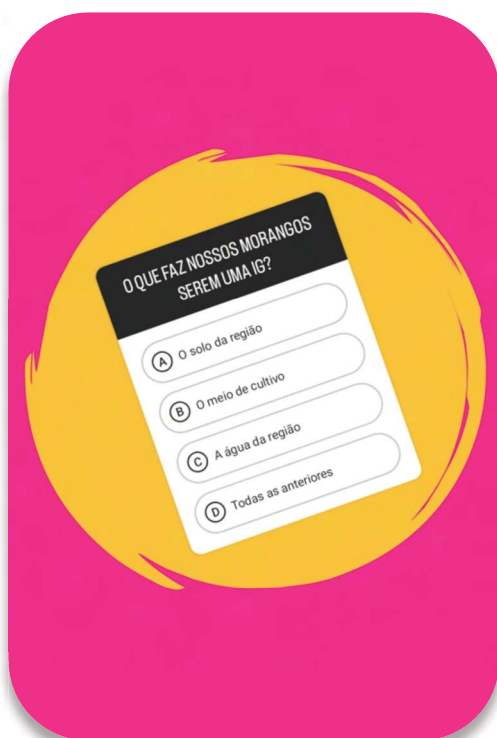 O QUE FAZ NOSSOS MORANGOS
SEREM UMA IG?
A O solo da região
B O meio de cultivo
C A água da região
D Todas as anteriores